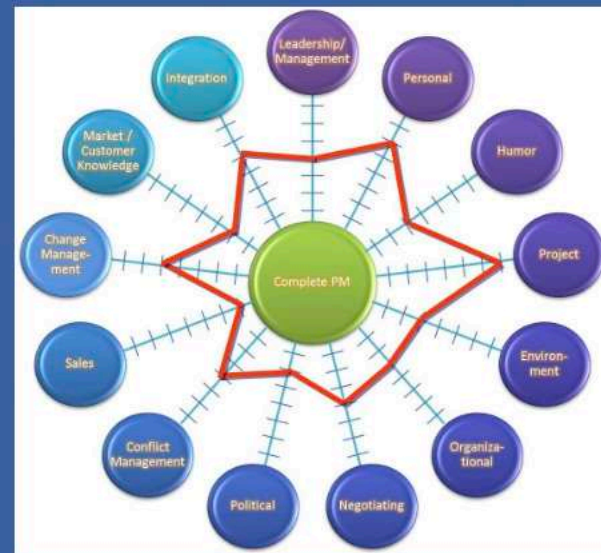 Leadership/
Management
Personal
Humor
Project
Environ-
ment
Organiza-
tional
Negotiating
Political
Conflict
Management
Sales
Change
Manage-
ment
Market /
Customer
Knowledge
Integration
Complete PM